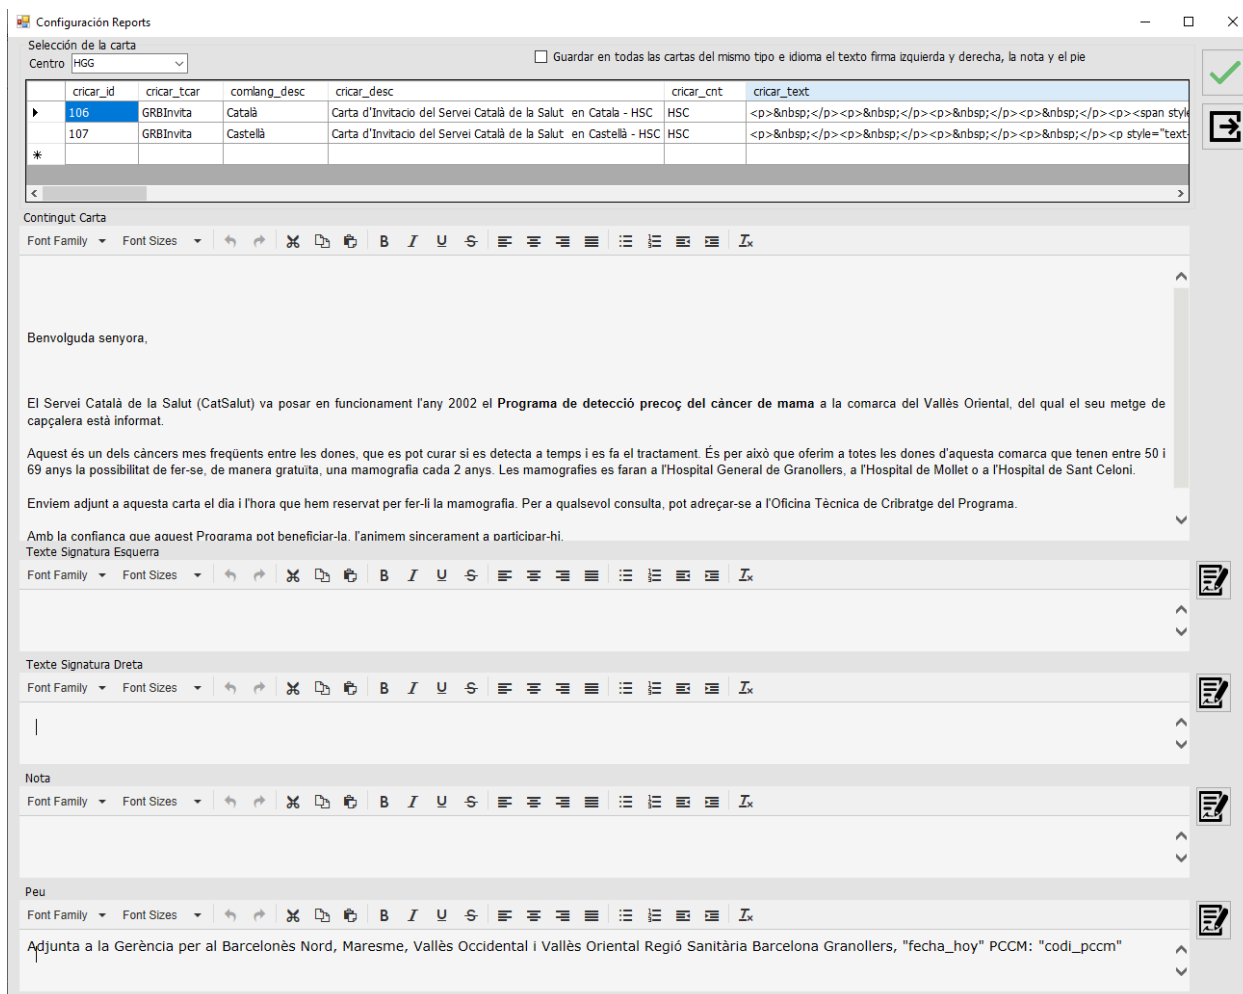 Configuración Reports
Selección de la carta
Centro HGG
Guardar en todas las cartas del mismo tipo e idioma el texto firma izquierda y derecha, la nota y el pie
cricar_id cricar_tcar comlang_desc cricar_desc cricar_cnt cricar_text
106 GRBInvita Català Carta d'Invitacio del Servei Català de la Salut en Catala - HSC HSC <p>&nbsp;</p><p>&nbsp;</p><p>&nbsp;</p><p>&nbsp;</p><p><span style
107 GRBInvita Castellà Carta d'Invitacio del Servei Català de la Salut en Castellà - HSC HSC <p>&nbsp;</p><p>&nbsp;</p><p>&nbsp;</p><p>&nbsp;</p><p style="text-
Contingut Carta
Font Family Font Sizes
Benvolguda senyora,
El Servei Català de la Salut (CatSalut) va posar en funcionament l'any 2002 el Programa de detecció precoç del càncer de mama a la comarca del Vallès Oriental, del qual el seu metge de
capçalera està informat.
Aquest és un dels càncers mes freqüents entre les dones, que es pot curar si es detecta a temps i es fa el tractament. És per això que oferim a totes les dones d'aquesta comarca que tenen entre 50 i
69 anys la possibilitat de fer-se, de manera gratuïta, una mamografia cada 2 anys. Les mamografies es faran a l'Hospital General de Granollers, a l'Hospital de Mollet o a l'Hospital de Sant Celoni.
Enviem adjunt a aquesta carta el dia i l'hora que hem reservat per fer-li la mamografia. Per a qualsevol consulta, pot adreçar-se a l'Oficina Tècnica de Cribratge del Programa.
Amb la confiança que aquest Programa pot beneficiar-la, l'animem sincerament a participar-hi.
Texte Signatura Esquerra
Font Family Font Sizes
Texte Signatura Dreta
Font Family Font Sizes
Nota
Font Family Font Sizes
Peu
Font Family Font Sizes
Adjunta a la Gerència per al Barcelonès Nord, Maresme, Vallès Occidental i Vallès Oriental Regió Sanitària Barcelona Granollers, "fecha_hoy" PCCM: "codi_pccm"